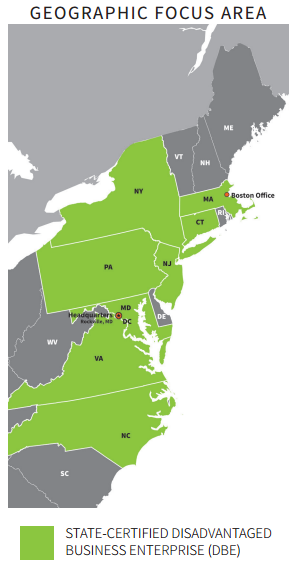 GEOGRAPHIC FOCUS AREA
ME
VT
NH
NY
MA
Boston Office
CT
RI
PA
NJ
MD
Headquarters
Rockville, MD
DC
DE
WV
VA
NC
SC
STATE-CERTIFIED DISADVANTAGED
BUSINESS ENTERPRISE (DBE)